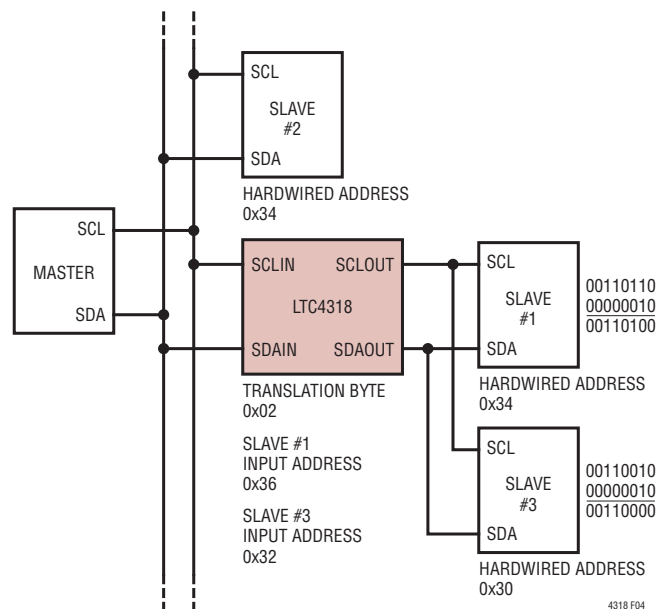 SCL
SLAVE
#2
SDA
HARDWIRED ADDRESS
0x34
SCL
MASTER
SDA
SCLIN SCLOUT
LTC4318
SDAIN SDAOUT
TRANSLATION BYTE
0x02
SLAVE #1
INPUT ADDRESS
0x36
SLAVE #3
INPUT ADDRESS
0x32
SCL
SLAVE
#1
SDA
00110110
00000010
00110100
HARDWIRED ADDRESS
0x34
SCL
SLAVE
#3
SDA
00110010
00000010
00110000
HARDWIRED ADDRESS
0x30
4318 F04